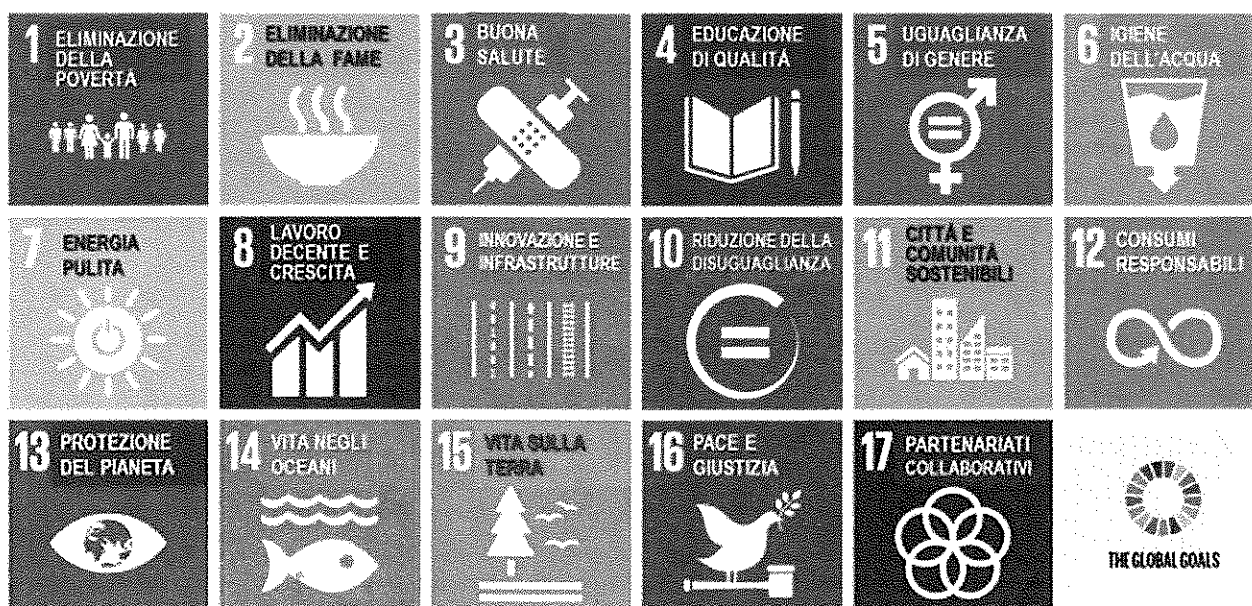 1 ELIMINAZIONE
DELLA
POVERTÀ
2 ELIMINAZIONE
DELLA FAME
3 BUONA
SALUTE
4 EDUCAZIONE
DI QUALITÀ
5 UGUAGLIANZA
DI GENERE
6 IGIENE
DELL'ACQUA
7 ENERGIA
PULITA
8 LAVORO
DECENTE E
CRESCITA
9 INNOVAZIONE E
INFRASTRUTTURE
10 RIDUZIONE DELLA
DISUGUAGLIANZA
11 CITTÀ E
COMUNITÀ
SOSTENIBILI
12 CONSUMI
RESPONSABILI
13 PROTEZIONE
DEL PIANETA
14 VITA NEGLI
OCEANI
15 VITA SULLA
TERRA
16 PACE E
GIUSTIZIA
17 PARTENARIATI
COLLABORATIVI
THE GLOBAL GOALS